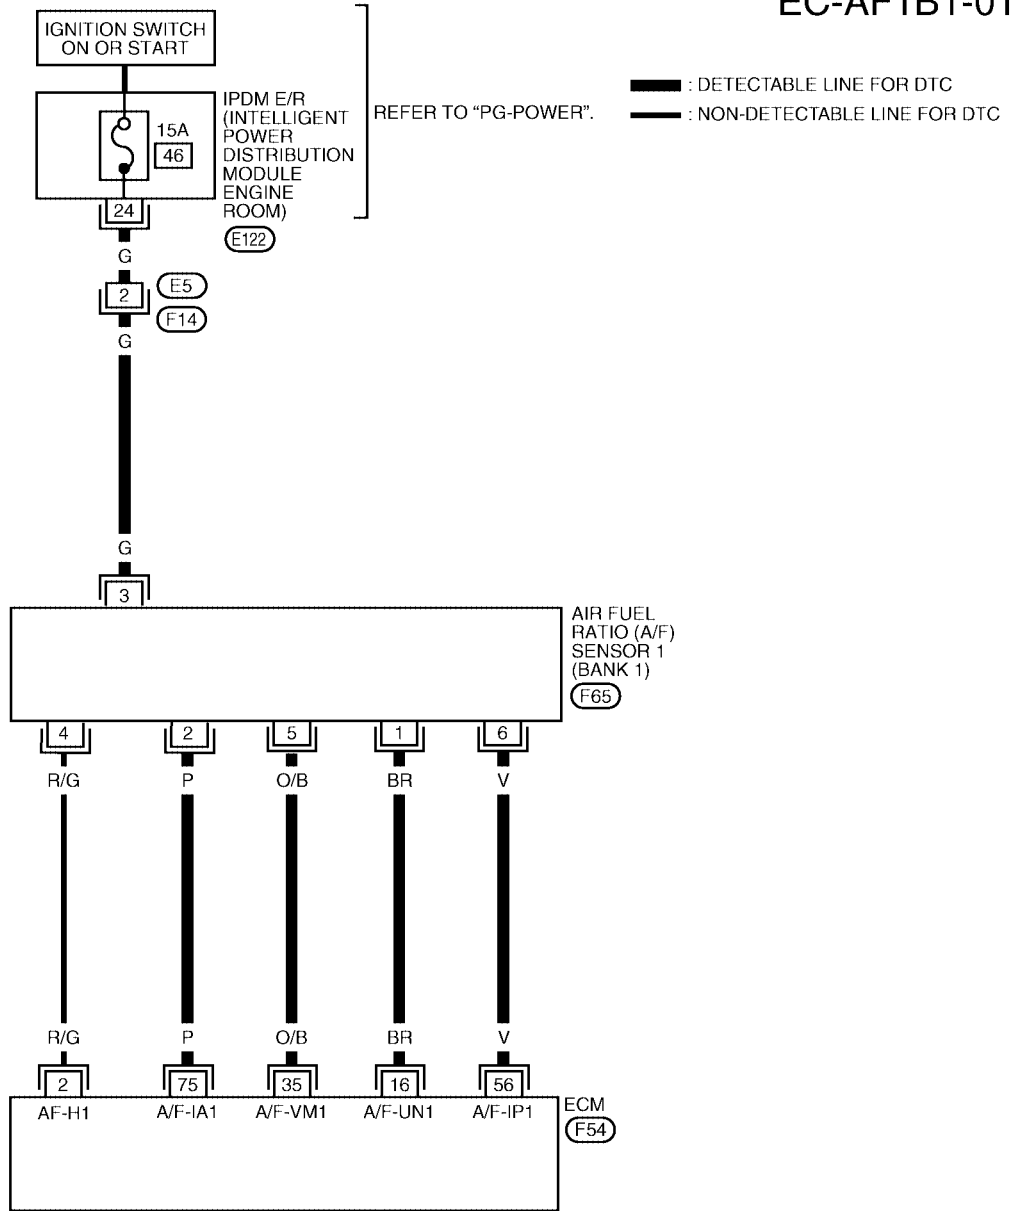 EC-AF1B1-01
IGNITION SWITCH
ON OR START
IPDM E/R
(INTELLIGENT
POWER
DISTRIBUTION
MODULE
ENGINE
ROOM)
E122
15A
46
REFER TO “PG-POWER”.
: DETECTABLE LINE FOR DTC
: NON-DETECTABLE LINE FOR DTC
24
G
2
E5
F14
G
G
3
AIR FUEL
RATIO (A/F)
SENSOR 1
(BANK 1)
F65
4 2 5 1 6
R/G P O/B BR V
R/G P O/B BR V
2 75 35 16 56
AF-H1 A/F-IA1 A/F-VM1 A/F-UN1 A/F-IP1
ECM
F54